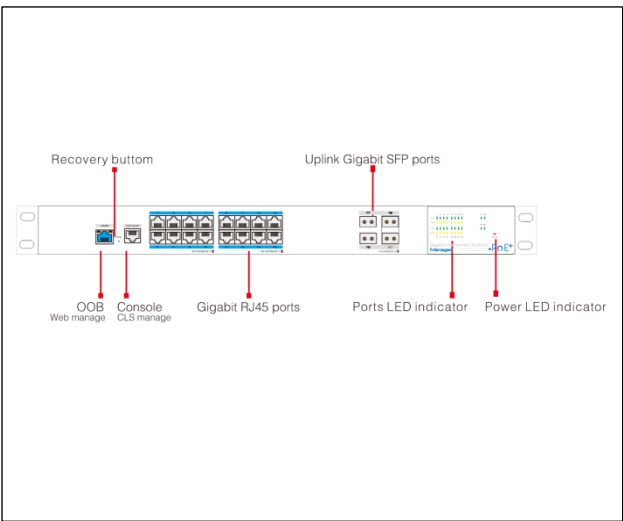 Recovery buttom
Uplink Gigabit SFP ports
Managed
PoE+
OOB
Web manage
Console
CLS manage
Gigabit RJ45 ports
Ports LED indicator
Power LED indicator